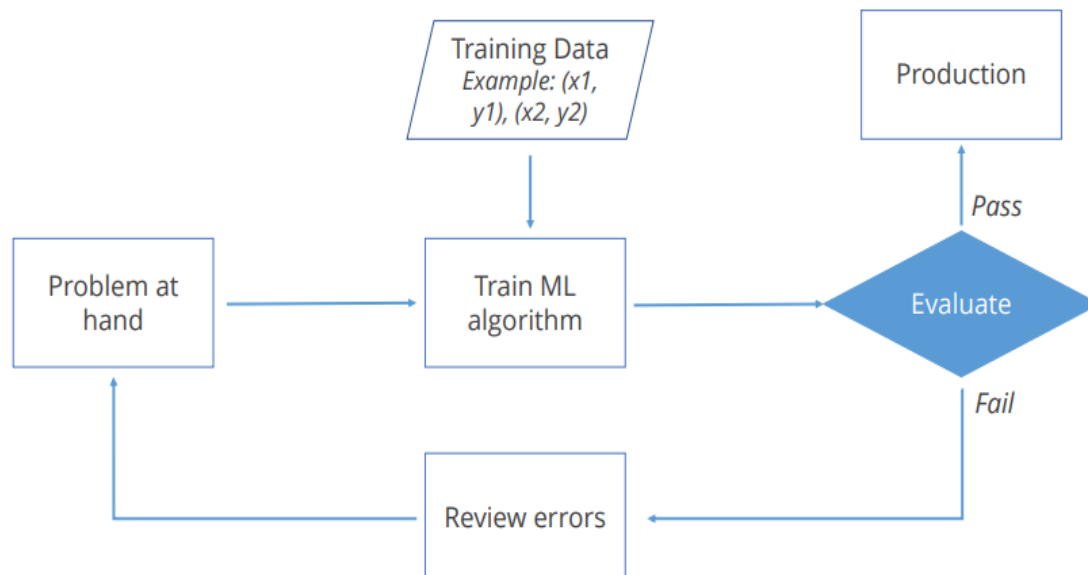 Training Data
Example: (x1,
y1), (x2, y2)
Production
Pass
Problem at
hand
Train ML
algorithm
Evaluate
Fail
Review errors